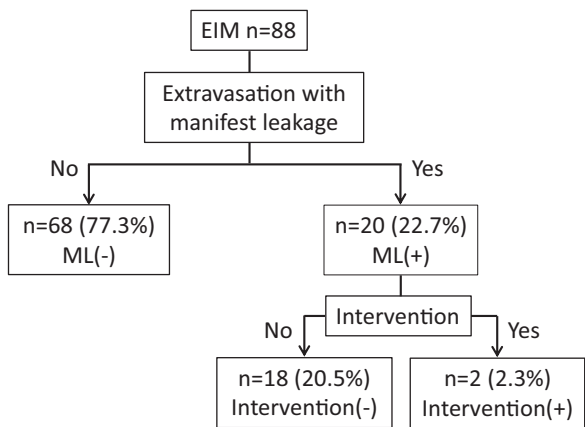 EIM n=88
Extravasation with
manifest leakage
No
Yes
n=68 (77.3%)
ML(-)
n=20 (22.7%)
ML(+)
Intervention
No
Yes
n=18 (20.5%)
Intervention(-)
n=2 (2.3%)
Intervention(+)